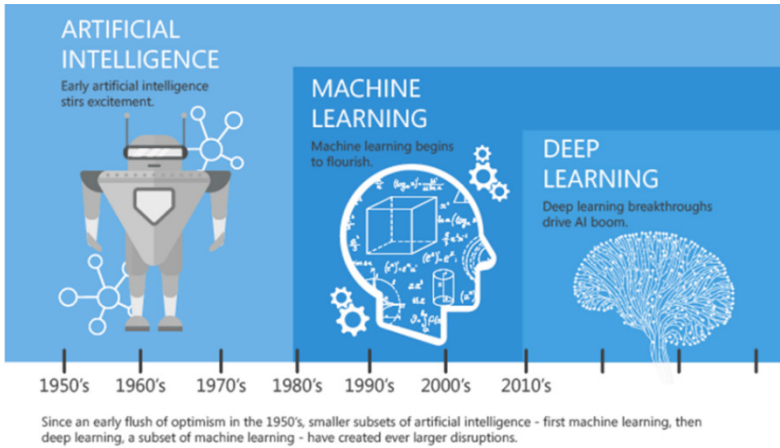 ARTIFICIAL
INTELLIGENCE
Early artificial intelligence
stirs excitement.
MACHINE
LEARNING
Machine learning begins
to flourish.
DEEP
LEARNING
Deep learning breakthroughs
drive AI boom.
1950's 1960's 1970's 1980's 1990's 2000's 2010's
Since an early flush of optimism in the 1950's, smaller subsets of artificial intelligence - first machine learning, then
deep learning, a subset of machine learning - have created ever larger disruptions.